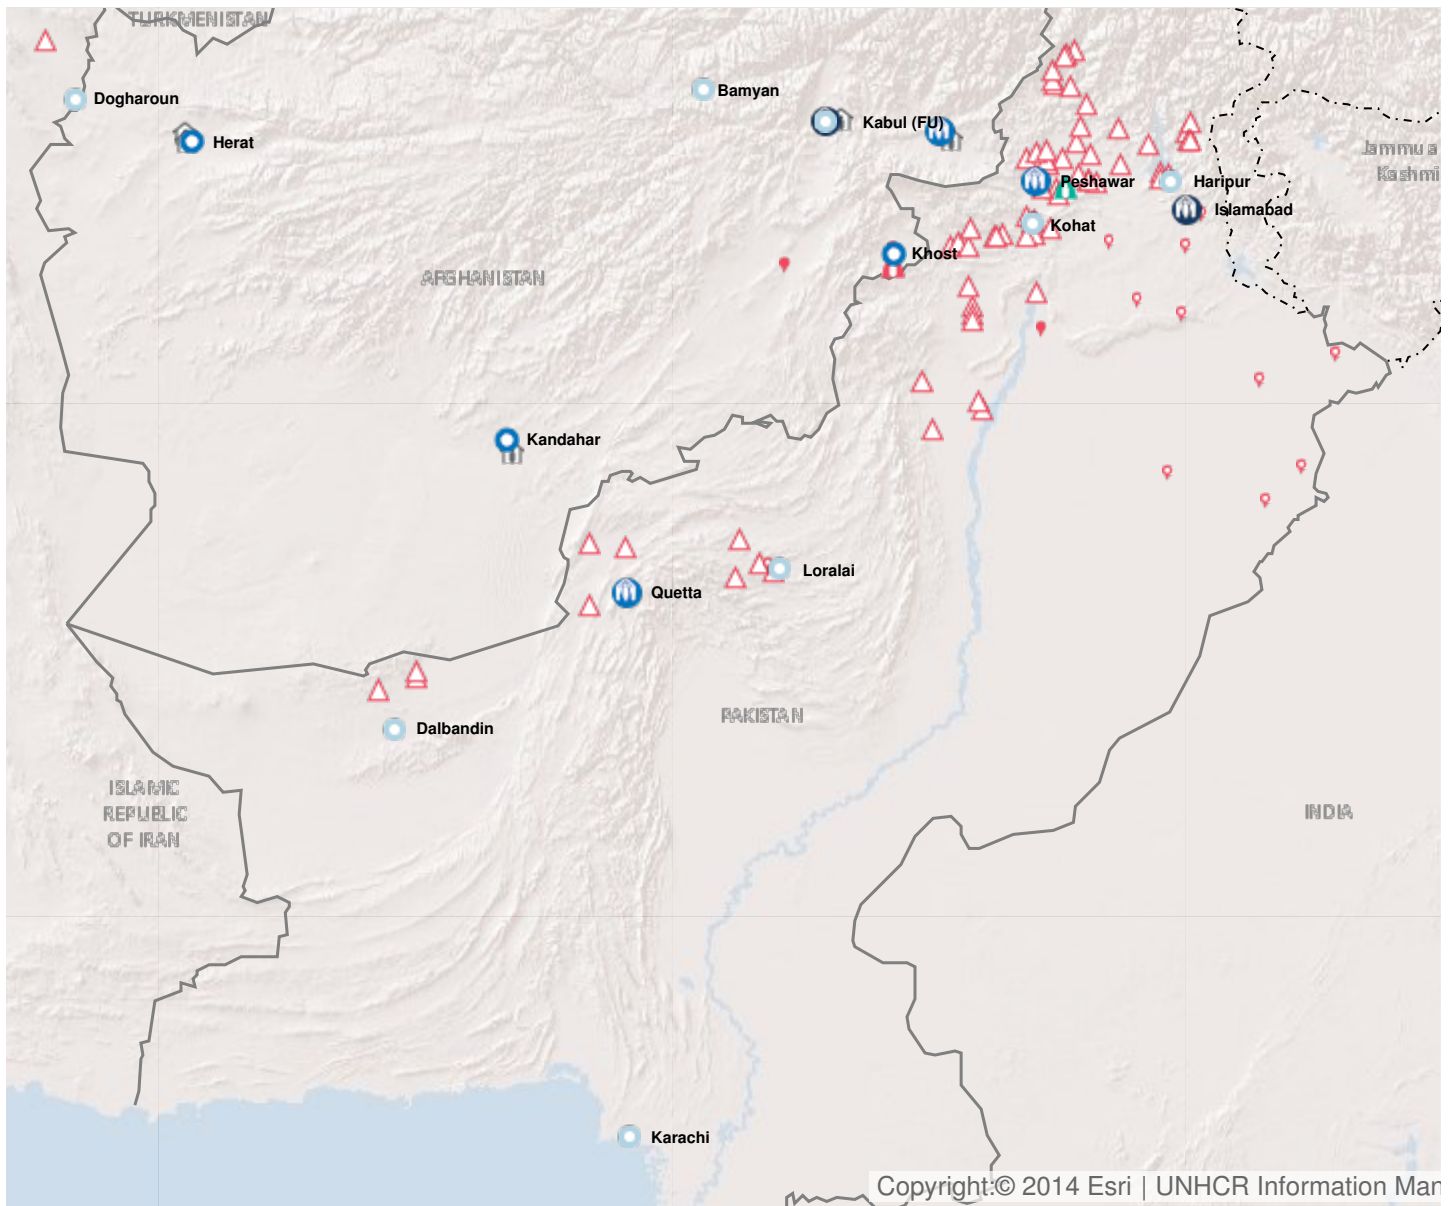 TURKMENISTAN
Dogharoun
Bamyan
Herat
Kabul (FU)
Jammu a
Kashmi
Peshawar
Haripur
Islamabad
Kohat
Khost
AFGHANISTAN
Kandahar
Loralai
Quetta
PAKISTAN
Dalbandin
ISLAMIC
REPUBLIC
OF IRAN
INDIA
Karachi
Copyright:© 2014 Esri | UNHCR Information Man